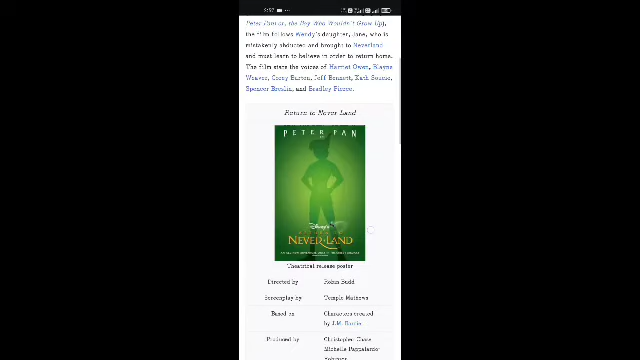 Peter Pan or, the Boy Who Wouldn't Grow Up),
the film follows Wendy's daughter, Jane, who is
mistakenly abducted and brought to Neverland
and must learn to believe in order to return home.
The film stars the voices of Harriet Owen, Blayne
Weaver, Corey Burton, Jeff Bennett, Kath Soucie,
Spencer Breslin, and Bradley Pierce.
Return to Never Land
PETER PAN
Disney's
NEVER LAND
Theatrical release poster
Directed by Robin Budd
Screenplay by Temple Mathews
Based on Characters created
by J.M. Barrie
Produced by Christopher Chase
Michelle Pappalardo-
Robinson